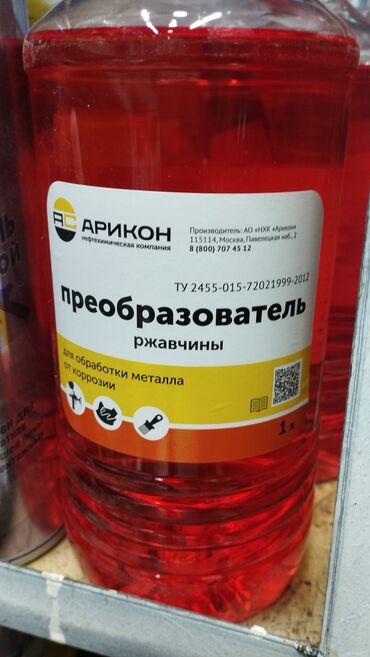 АС АРИКОН
нефтехимическая компания
Производитель: АО «НХК «Арикон»
115114, Москва, Павелецкая наб., 2
8 (800) 707 45 12
ТУ 2455-015-72021999-2012
преобразователь
ржавчины
для обработки металла
от коррозии
1 л